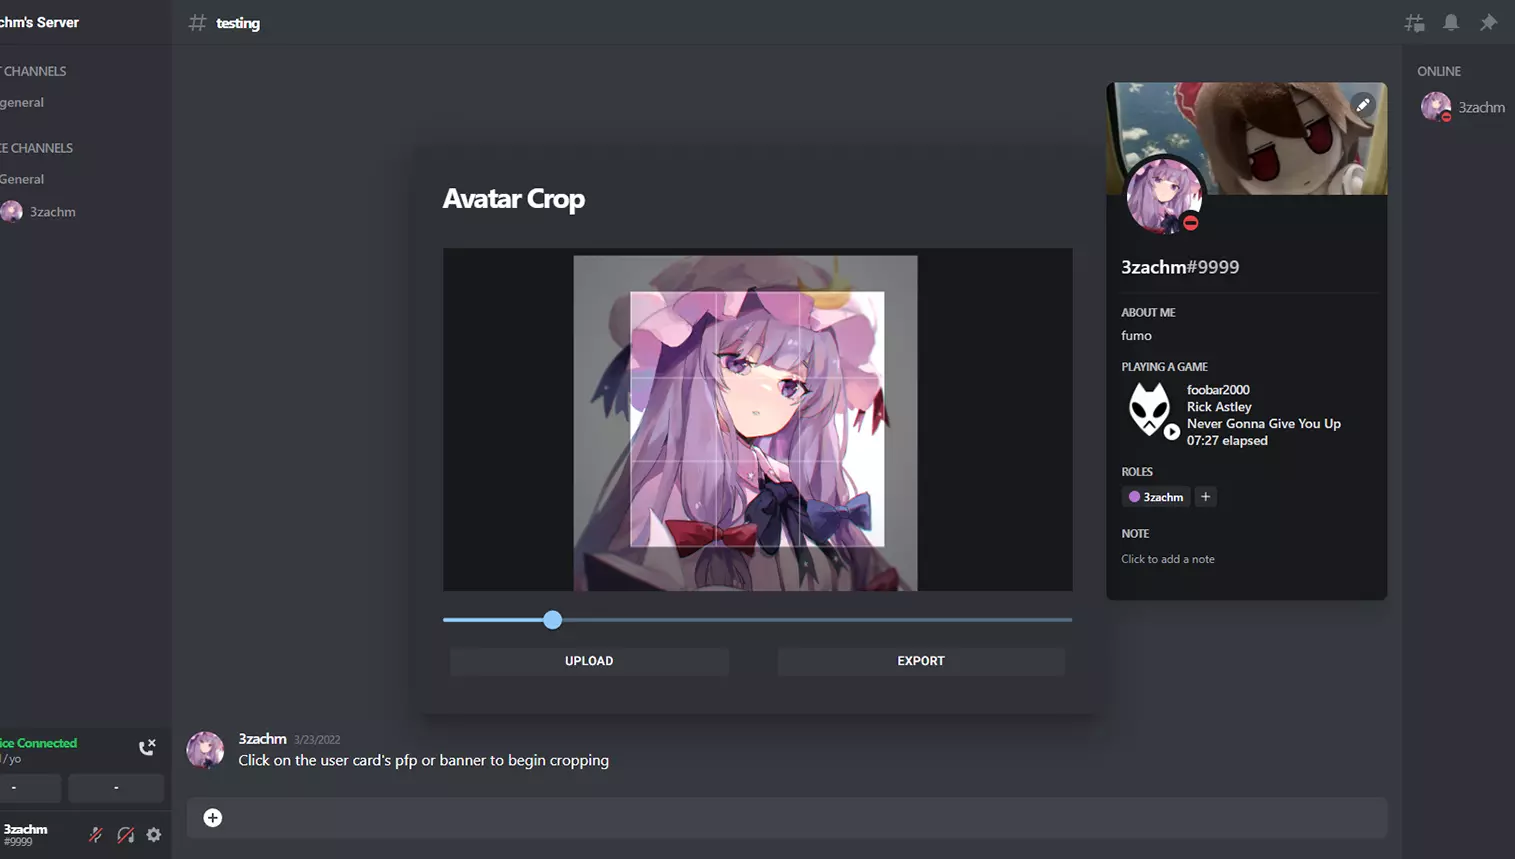 chm's Server
testing
T CHANNELS
general
CE CHANNELS
General
3zachm
ice Connected
/ yo
-
-
3zachm
#9999
Avatar Crop
UPLOAD
EXPORT
3zachm 3/23/2022
Click on the user card's pfp or banner to begin cropping
3zachm#9999
ABOUT ME
fumo
PLAYING A GAME
foobar2000
Rick Astley
Never Gonna Give You Up
07:27 elapsed
ROLES
3zachm +
NOTE
Click to add a note
ONLINE
3zachm